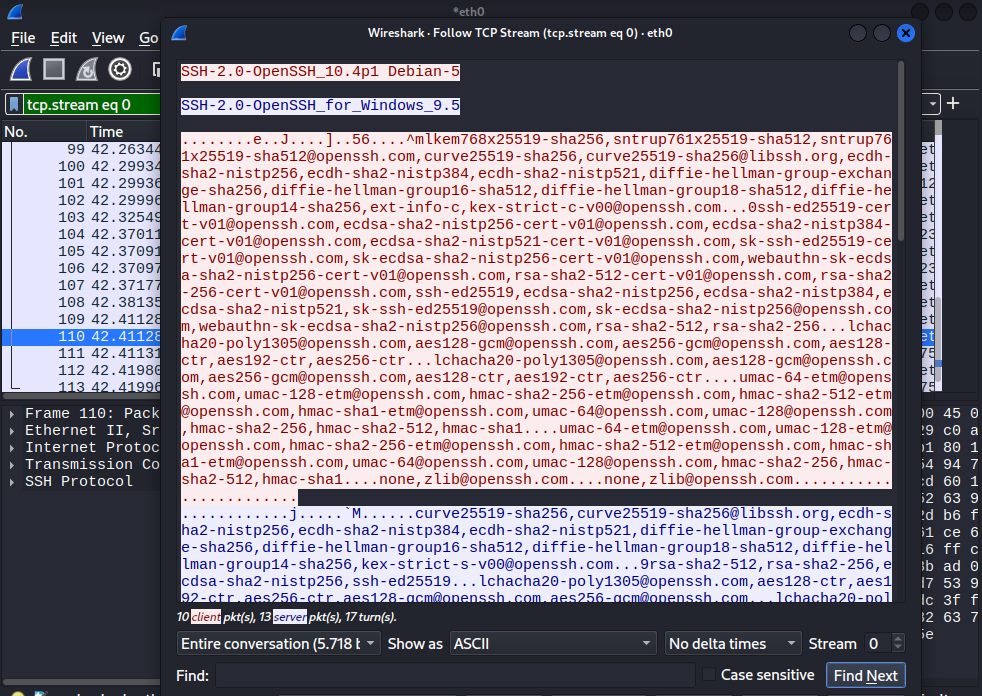 *eth0
File Edit View Go
Wireshark · Follow TCP Stream (tcp.stream eq 0) · eth0
tcp.stream eq 0
No. Time
99 42.26344
100 42.29934
101 42.29936
102 42.29996
103 42.32549
104 42.37011
105 42.37091
106 42.37097
107 42.37177
108 42.38135
109 42.41128
110 42.41128
111 42.41131
112 42.41980
113 42.41996
Frame 110: Pack
Ethernet II, Sr
Internet Protoc
Transmission Co
SSH Protocol
SSH-2.0-OpenSSH_10.4p1 Debian-5
SSH-2.0-OpenSSH_for_Windows_9.5
........e..J....]..56....^mlkem768x25519-sha256,sntrup761x25519-sha512,sntrup76
1x25519-sha512@openssh.com,curve25519-sha256,curve25519-sha256@libssh.org,ecdh-
sha2-nistp256,ecdh-sha2-nistp384,ecdh-sha2-nistp521,diffie-hellman-group-exchan
ge-sha256,diffie-hellman-group16-sha512,diffie-hellman-group18-sha512,diffie-he
llman-group14-sha256,ext-info-c,kex-strict-c-v00@openssh.com...0ssh-ed25519-cer
t-v01@openssh.com,ecdsa-sha2-nistp256-cert-v01@openssh.com,ecdsa-sha2-nistp384-
cert-v01@openssh.com,ecdsa-sha2-nistp521-cert-v01@openssh.com,sk-ssh-ed25519-ce
rt-v01@openssh.com,sk-ecdsa-sha2-nistp256-cert-v01@openssh.com,webauthn-sk-ecds
a-sha2-nistp256-cert-v01@openssh.com,rsa-sha2-512-cert-v01@openssh.com,rsa-sha2
-256-cert-v01@openssh.com,ssh-ed25519,ecdsa-sha2-nistp256,ecdsa-sha2-nistp384,e
cdsa-sha2-nistp521,sk-ssh-ed25519@openssh.com,sk-ecdsa-sha2-nistp256@openssh.co
m,webauthn-sk-ecdsa-sha2-nistp256@openssh.com,rsa-sha2-512,rsa-sha2-256...lchac
ha20-poly1305@openssh.com,aes128-gcm@openssh.com,aes256-gcm@openssh.com,aes128-
ctr,aes192-ctr,aes256-ctr...lchacha20-poly1305@openssh.com,aes128-gcm@openssh.c
om,aes256-gcm@openssh.com,aes128-ctr,aes192-ctr,aes256-ctr....umac-64-etm@opens
sh.com,umac-128-etm@openssh.com,hmac-sha2-256-etm@openssh.com,hmac-sha2-512-etm
@openssh.com,hmac-sha1-etm@openssh.com,umac-64@openssh.com,umac-128@openssh.com
,hmac-sha2-256,hmac-sha2-512,hmac-sha1....umac-64-etm@openssh.com,umac-128-etm@
openssh.com,hmac-sha2-256-etm@openssh.com,hmac-sha2-512-etm@openssh.com,hmac-sh
a1-etm@openssh.com,umac-64@openssh.com,umac-128@openssh.com,hmac-sha2-256,hmac-
sha2-512,hmac-sha1....none,zlib@openssh.com....none,zlib@openssh.com...........
.............
............j.....`M......curve25519-sha256,curve25519-sha256@libssh.org,ecdh-s
ha2-nistp256,ecdh-sha2-nistp384,ecdh-sha2-nistp521,diffie-hellman-group-exchang
e-sha256,diffie-hellman-group16-sha512,diffie-hellman-group18-sha512,diffie-hel
lman-group14-sha256,kex-strict-s-v00@openssh.com...9rsa-sha2-512,rsa-sha2-256,e
cdsa-sha2-nistp256,ssh-ed25519...lchacha20-poly1305@openssh.com,aes128-ctr,aes1
92-ctr,aes256-ctr,aes128-gcm@openssh.com,aes256-gcm@openssh.com...lchacha20-pol
10 client pkt(s), 13 server pkt(s), 17 turn(s).
Entire conversation (5.718 b Show as ASCII No delta times Stream 0
Find: Case sensitive Find Next